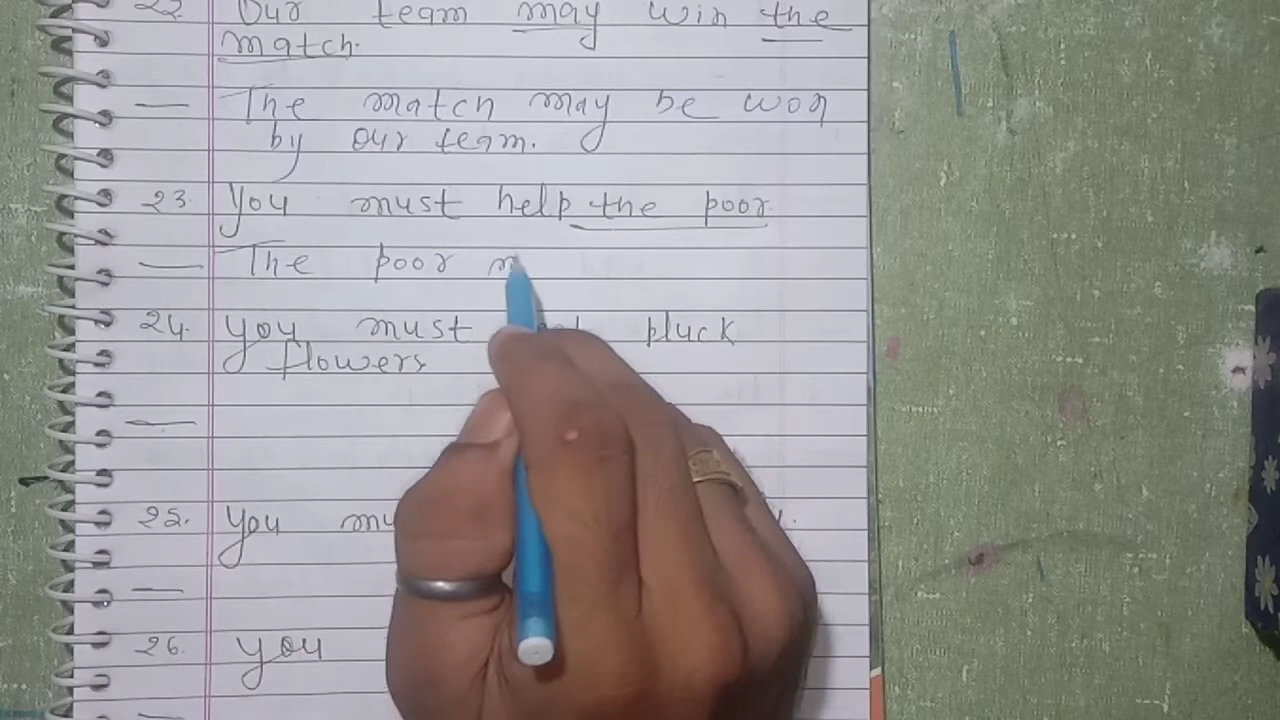 22. Our team may win the
match.
— The match may be won
by our team.
23. You must help the poor.
— The poor m
24. You must pluck
flowers
—
25. You
—
26. You
—